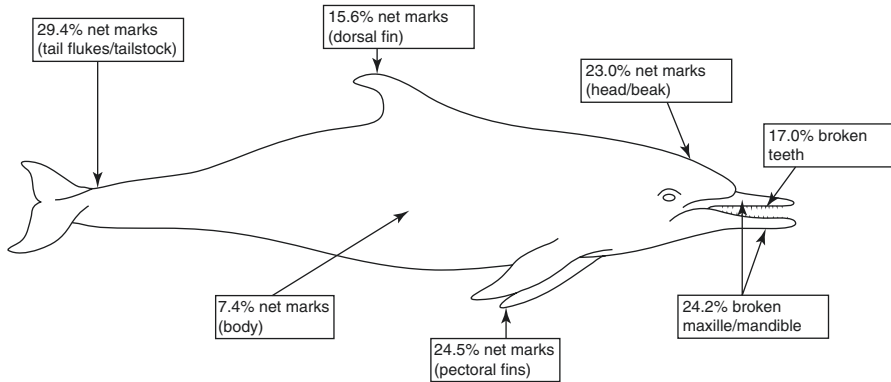 29.4% net marks
(tail flukes/tailstock)
15.6% net marks
(dorsal fin)
23.0% net marks
(head/beak)
17.0% broken
teeth
7.4% net marks
(body)
24.5% net marks
(pectoral fins)
24.2% broken
maxille/mandible